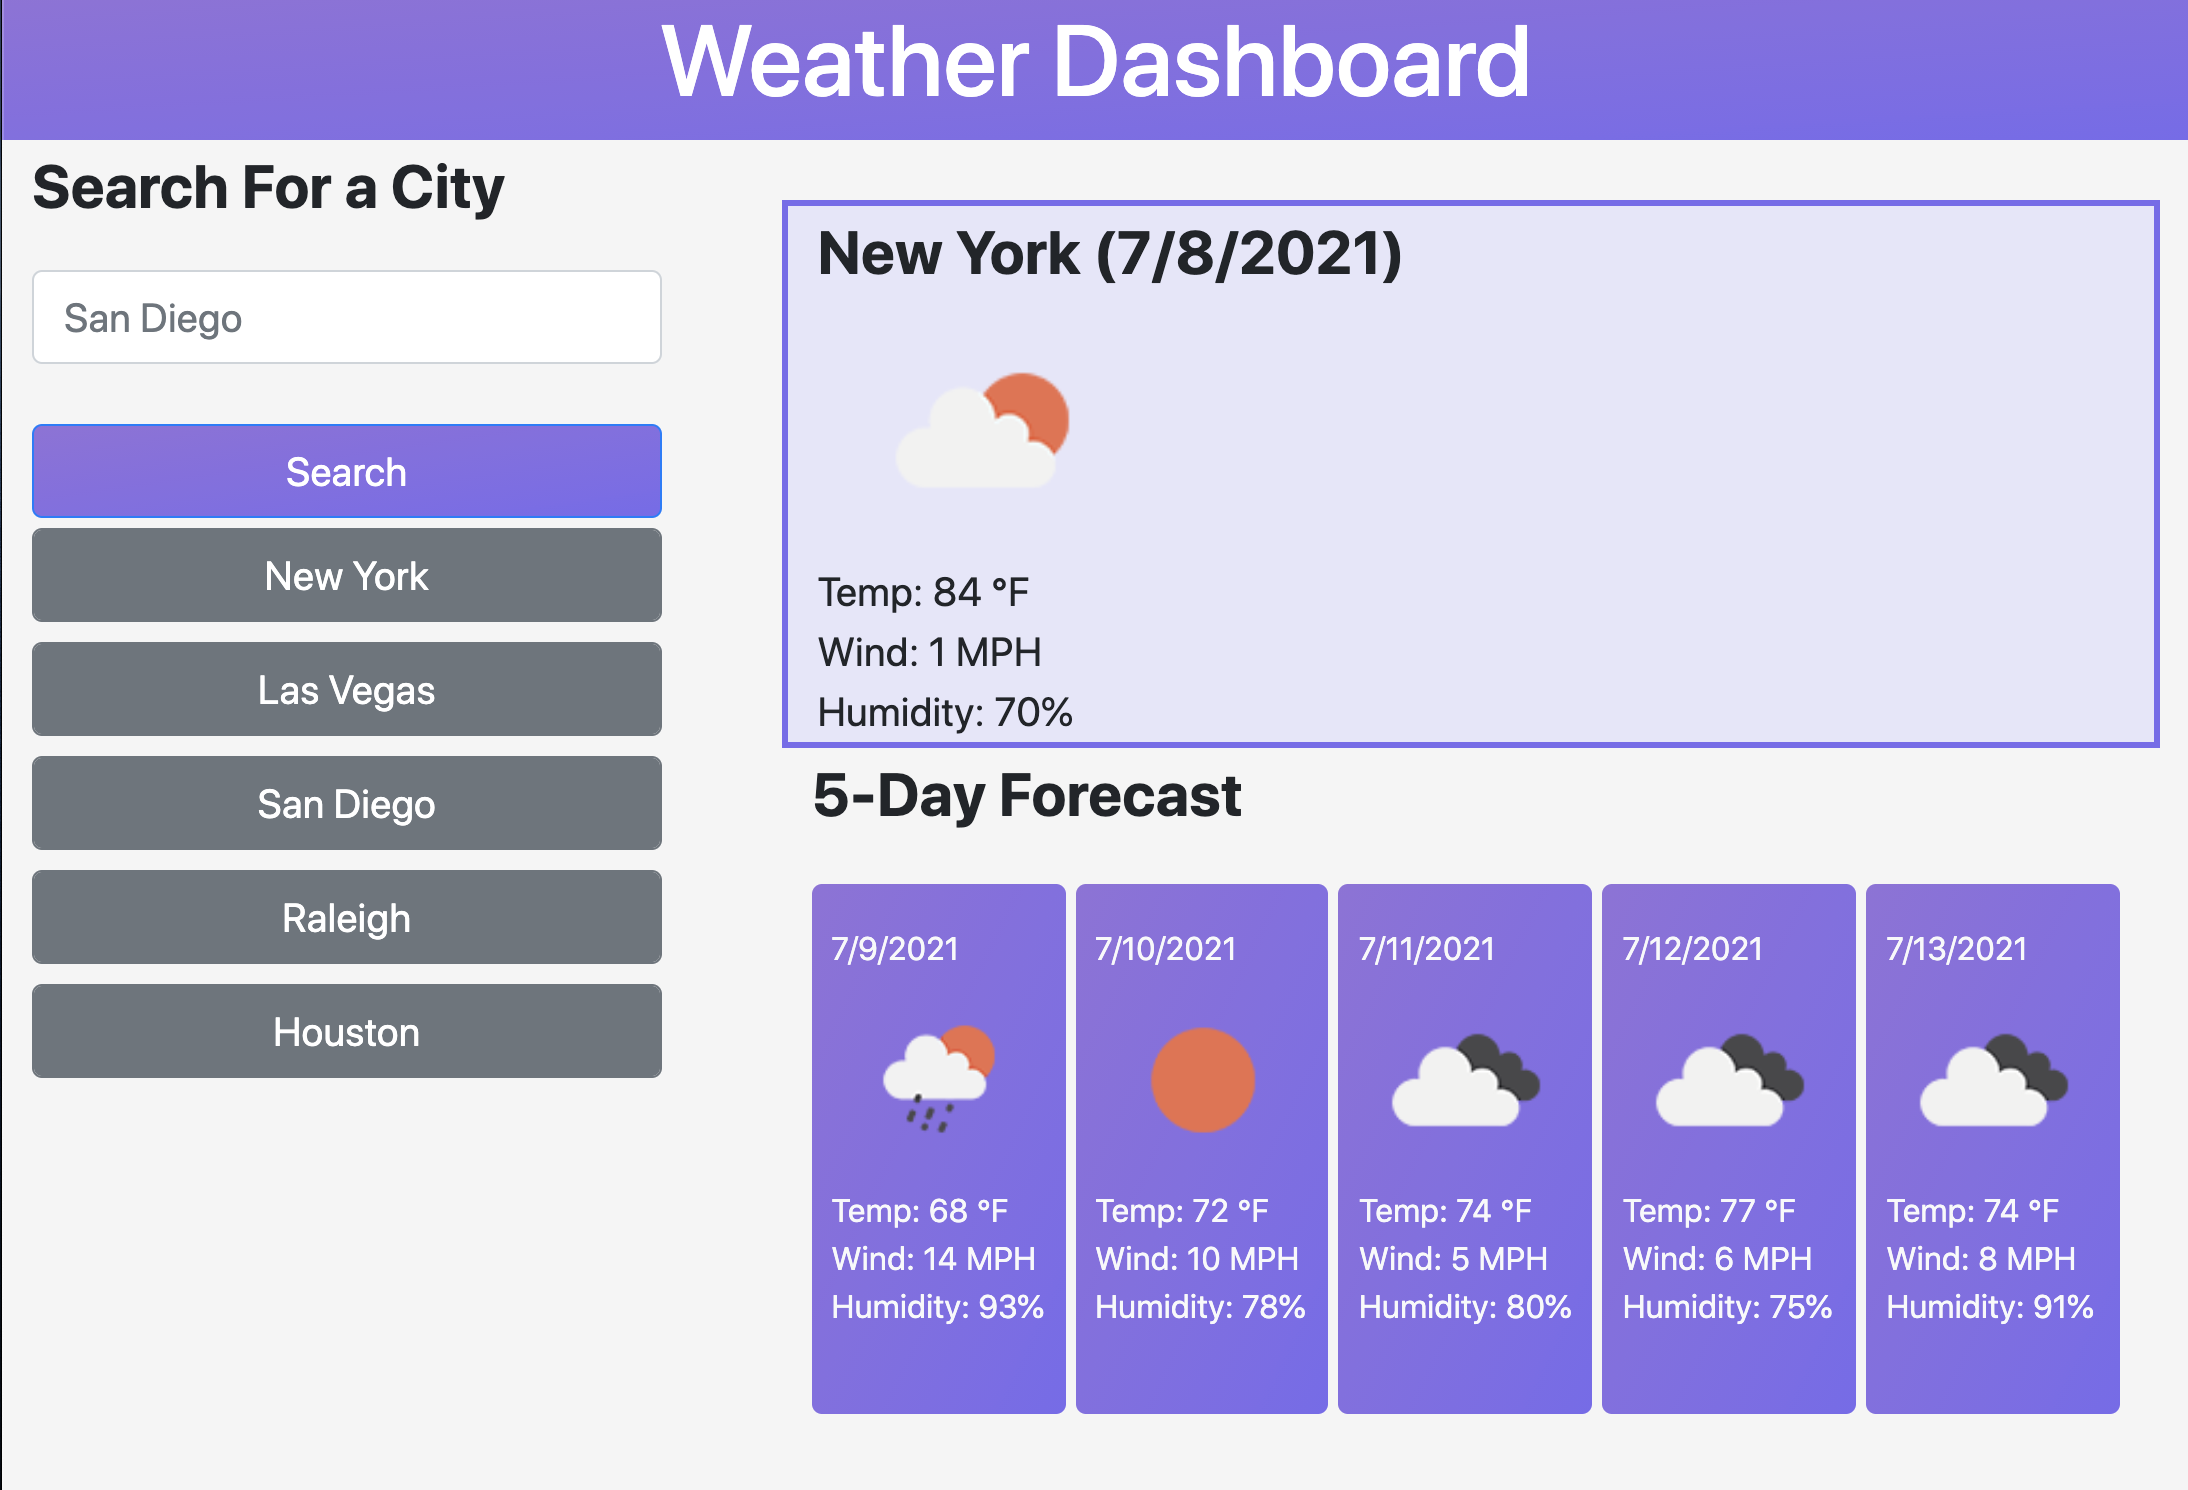 Weather Dashboard
Search For a City
San Diego
Search
New York
Las Vegas
San Diego
Raleigh
Houston
New York (7/8/2021)
Temp: 84 °F
Wind: 1 MPH
Humidity: 70%
5-Day Forecast
7/9/2021
Temp: 68 °F
Wind: 14 MPH
Humidity: 93%
7/10/2021
Temp: 72 °F
Wind: 10 MPH
Humidity: 78%
7/11/2021
Temp: 74 °F
Wind: 5 MPH
Humidity: 80%
7/12/2021
Temp: 77 °F
Wind: 6 MPH
Humidity: 75%
7/13/2021
Temp: 74 °F
Wind: 8 MPH
Humidity: 91%